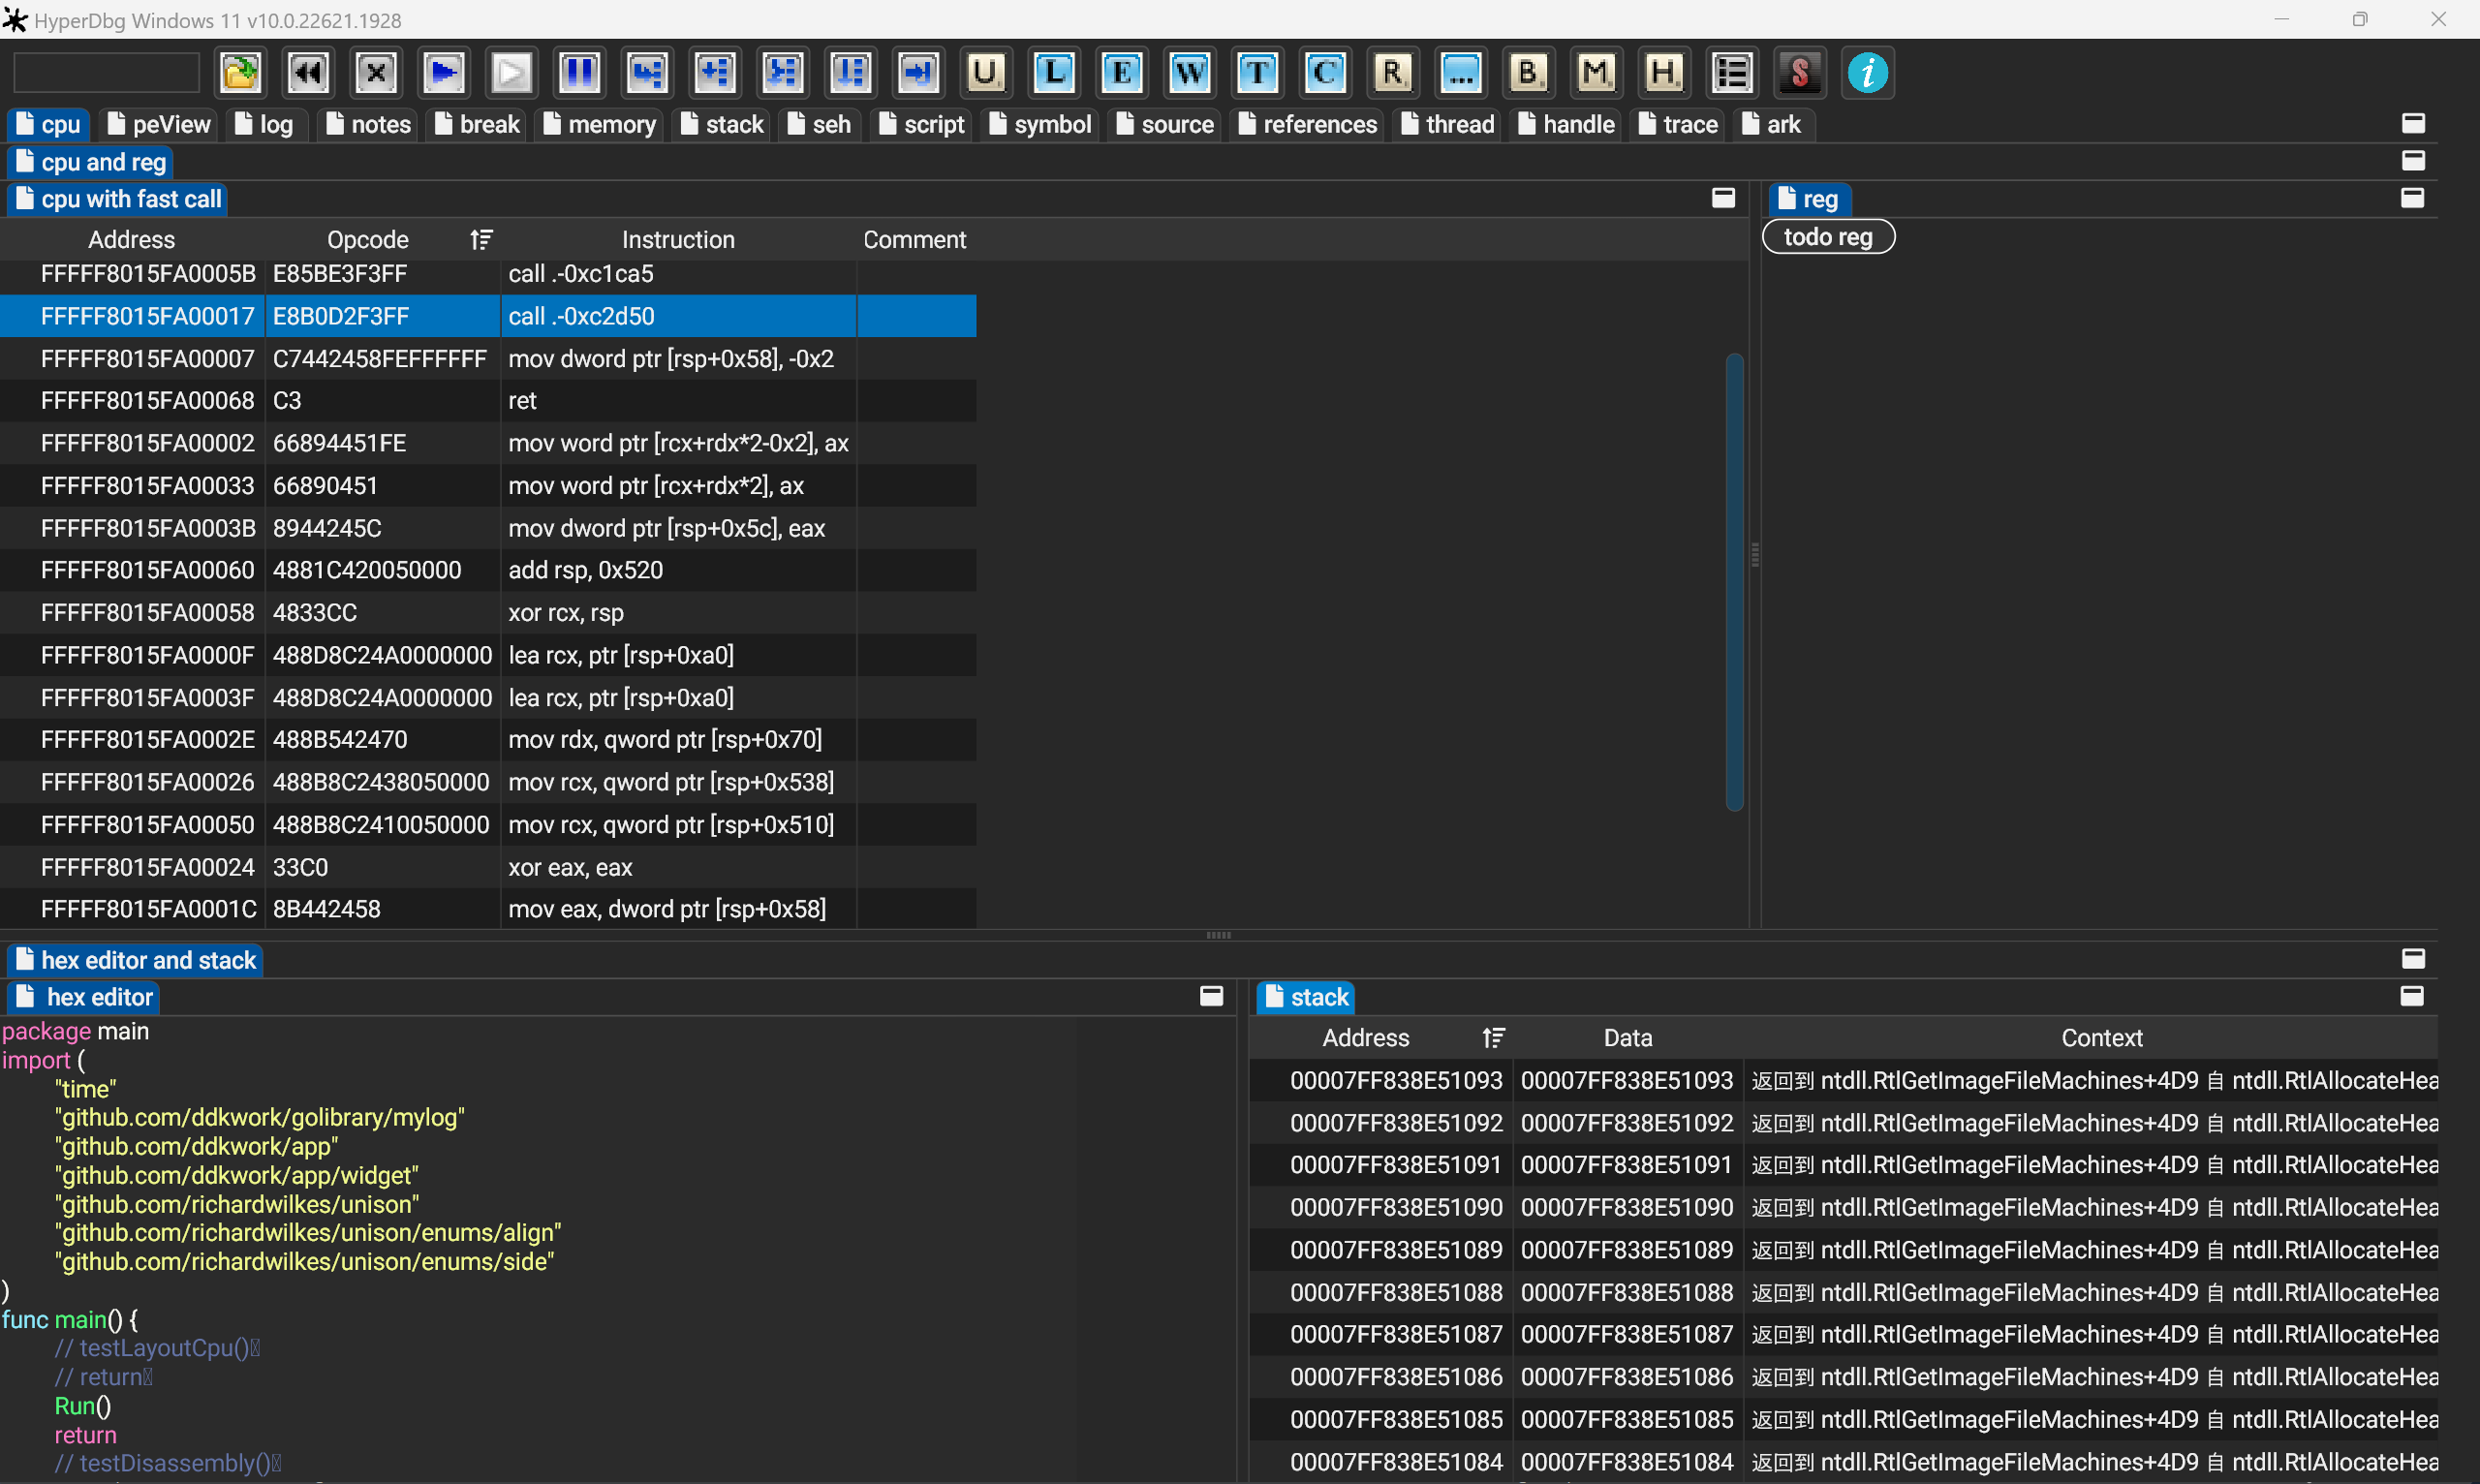 HyperDbg Windows 11 v10.0.22621.1928
U. L E W T C R. ... B. M. H. S i
cpu peView log notes break memory stack seh script symbol source references thread handle trace ark
cpu and reg
cpu with fast call
Address Opcode Instruction Comment
FFFFF8015FA0005B E85BE3F3FF call .-0xc1ca5
FFFFF8015FA00017 E8B0D2F3FF call .-0xc2d50
FFFFF8015FA00007 C7442458FEFFFFFF mov dword ptr [rsp+0x58], -0x2
FFFFF8015FA00068 C3 ret
FFFFF8015FA00002 66894451FE mov word ptr [rcx+rdx*2-0x2], ax
FFFFF8015FA00033 66890451 mov word ptr [rcx+rdx*2], ax
FFFFF8015FA0003B 8944245C mov dword ptr [rsp+0x5c], eax
FFFFF8015FA00060 4881C420050000 add rsp, 0x520
FFFFF8015FA00058 4833CC xor rcx, rsp
FFFFF8015FA0000F 488D8C24A0000000 lea rcx, ptr [rsp+0xa0]
FFFFF8015FA0003F 488D8C24A0000000 lea rcx, ptr [rsp+0xa0]
FFFFF8015FA0002E 488B542470 mov rdx, qword ptr [rsp+0x70]
FFFFF8015FA00026 488B8C2438050000 mov rcx, qword ptr [rsp+0x538]
FFFFF8015FA00050 488B8C2410050000 mov rcx, qword ptr [rsp+0x510]
FFFFF8015FA00024 33C0 xor eax, eax
FFFFF8015FA0001C 8B442458 mov eax, dword ptr [rsp+0x58]
reg
todo reg
hex editor and stack
hex editor
package main
import (
"time"
"github.com/ddkwork/golibrary/mylog"
"github.com/ddkwork/app"
"github.com/ddkwork/app/widget"
"github.com/richardwilkes/unison"
"github.com/richardwilkes/unison/enums/align"
"github.com/richardwilkes/unison/enums/side"
)
func main() {
// testLayoutCpu()
// return
Run()
return
// testDisassembly()
stack
Address Data Context
00007FF838E51093 00007FF838E51093 返回到 ntdll.RtlGetImageFileMachines+4D9 自 ntdll.RtlAllocateHea
00007FF838E51092 00007FF838E51092 返回到 ntdll.RtlGetImageFileMachines+4D9 自 ntdll.RtlAllocateHea
00007FF838E51091 00007FF838E51091 返回到 ntdll.RtlGetImageFileMachines+4D9 自 ntdll.RtlAllocateHea
00007FF838E51090 00007FF838E51090 返回到 ntdll.RtlGetImageFileMachines+4D9 自 ntdll.RtlAllocateHea
00007FF838E51089 00007FF838E51089 返回到 ntdll.RtlGetImageFileMachines+4D9 自 ntdll.RtlAllocateHea
00007FF838E51088 00007FF838E51088 返回到 ntdll.RtlGetImageFileMachines+4D9 自 ntdll.RtlAllocateHea
00007FF838E51087 00007FF838E51087 返回到 ntdll.RtlGetImageFileMachines+4D9 自 ntdll.RtlAllocateHea
00007FF838E51086 00007FF838E51086 返回到 ntdll.RtlGetImageFileMachines+4D9 自 ntdll.RtlAllocateHea
00007FF838E51085 00007FF838E51085 返回到 ntdll.RtlGetImageFileMachines+4D9 自 ntdll.RtlAllocateHea
00007FF838E51084 00007FF838E51084 返回到 ntdll.RtlGetImageFileMachines+4D9 自 ntdll.RtlAllocateHea